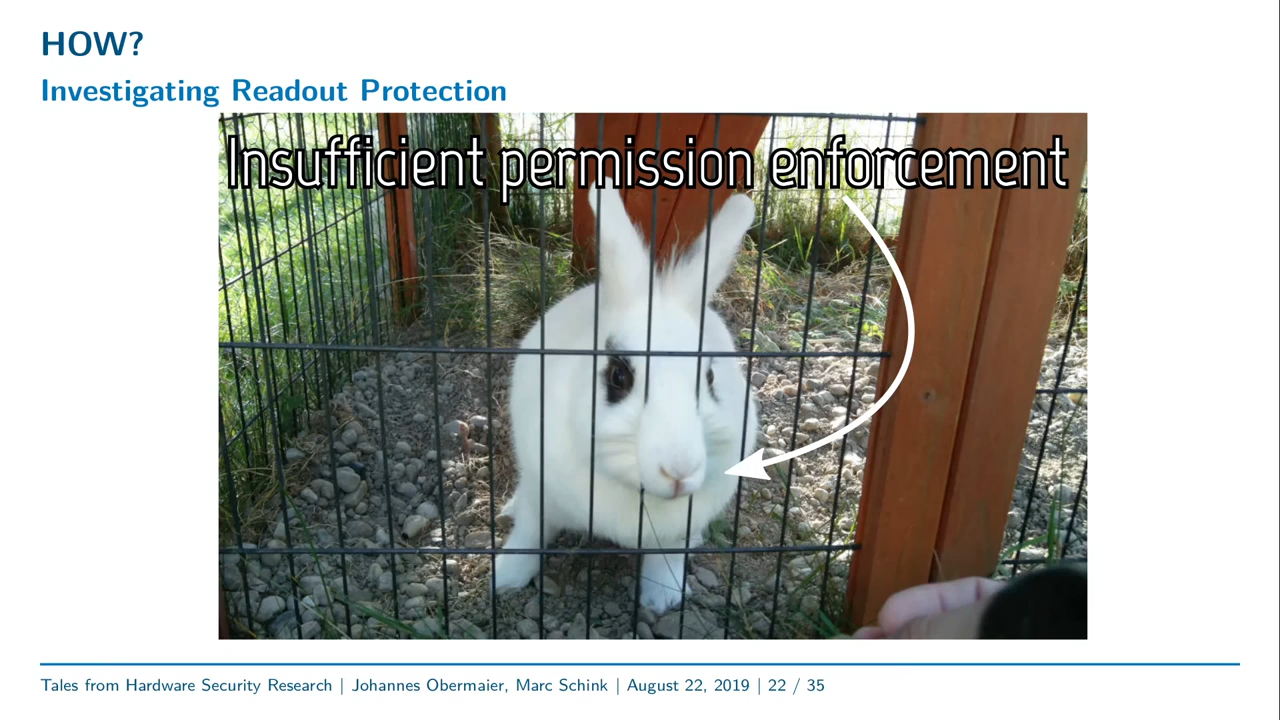 HOW?
Investigating Readout Protection
Insufficient permission enforcement
Tales from Hardware Security Research | Johannes Obermaier, Marc Schink | August 22, 2019 | 22 / 35